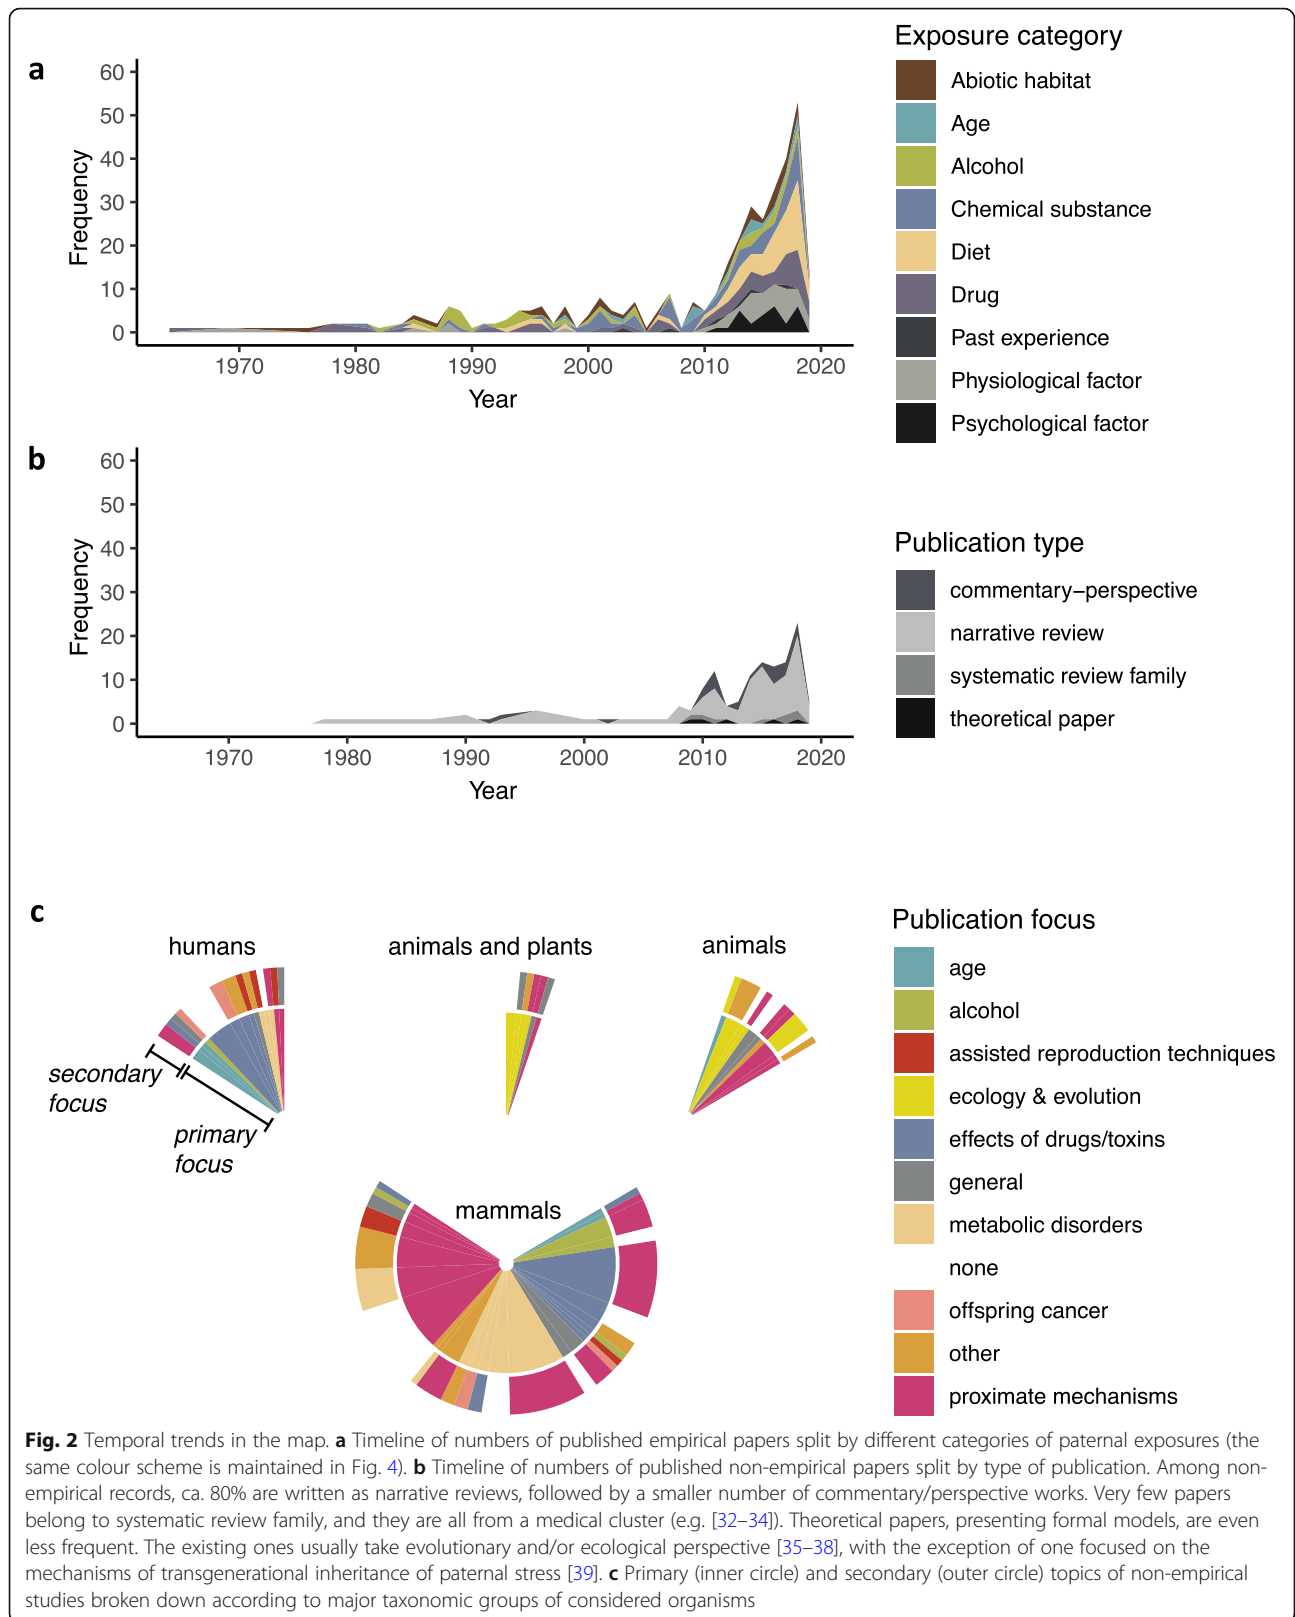 a
60
50
40
30
20
10
0
Frequency
1970
1980
1990
2000
2010
2020
Year
Exposure category
Abiotic habitat
Age
Alcohol
Chemical substance
Diet
Drug
Past experience
Physiological factor
Psychological factor
b
60
50
40
30
20
10
0
Frequency
1970
1980
1990
2000
2010
2020
Year
Publication type
commentary–perspective
narrative review
systematic review family
theoretical paper
c
humans
animals and plants
animals
secondary
focus
primary
focus
mammals
Publication focus
age
alcohol
assisted reproduction techniques
ecology & evolution
effects of drugs/toxins
general
metabolic disorders
none
offspring cancer
other
proximate mechanisms
Fig. 2 Temporal trends in the map. a Timeline of numbers of published empirical papers split by different categories of paternal exposures (the
same colour scheme is maintained in Fig. 4). b Timeline of numbers of published non-empirical papers split by type of publication. Among non-
empirical records, ca. 80% are written as narrative reviews, followed by a smaller number of commentary/perspective works. Very few papers
belong to systematic review family, and they are all from a medical cluster (e.g. [32–34]). Theoretical papers, presenting formal models, are even
less frequent. The existing ones usually take evolutionary and/or ecological perspective [35–38], with the exception of one focused on the
mechanisms of transgenerational inheritance of paternal stress [39]. c Primary (inner circle) and secondary (outer circle) topics of non-empirical
studies broken down according to major taxonomic groups of considered organisms